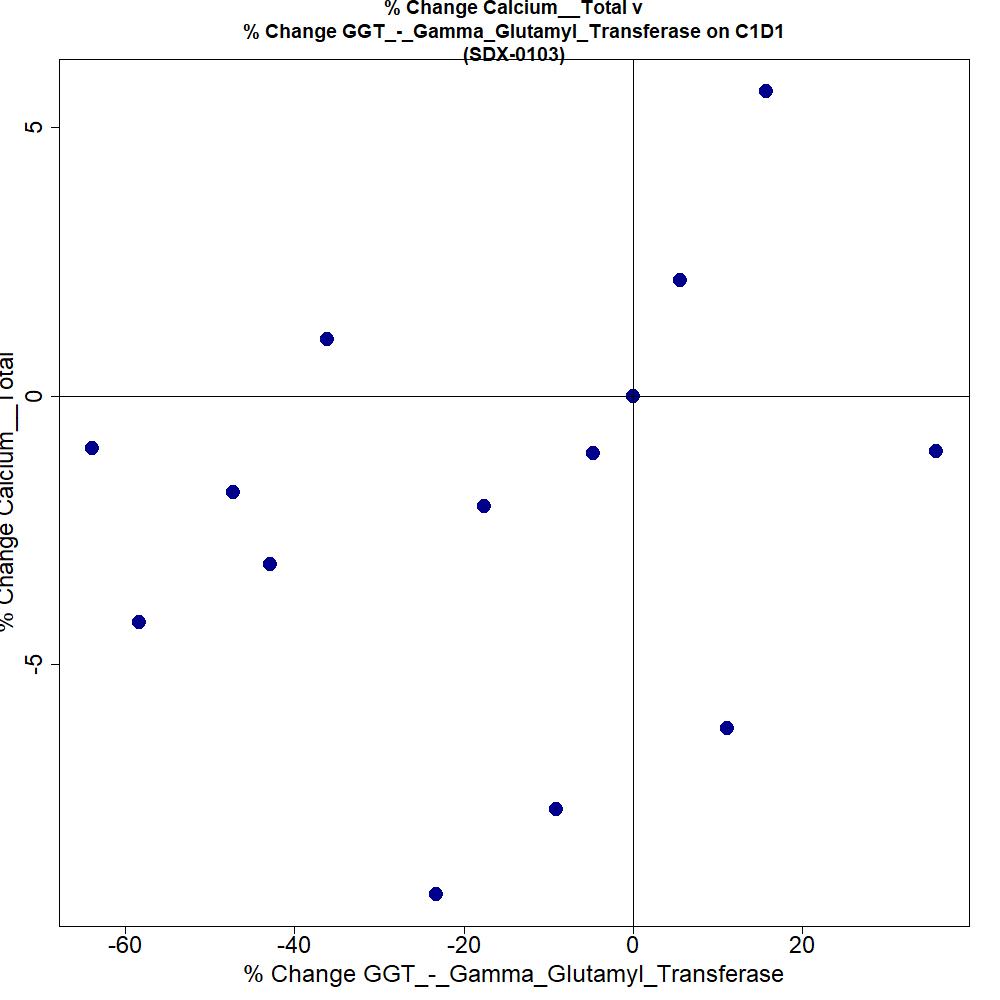 % Change Calcium__Total v
% Change GGT_-_Gamma_Glutamyl_Transferase on C1D1
(SDX-0103)
5
0
-5
% Change Calcium__Total
-60
-40
-20
0
20
% Change GGT_-_Gamma_Glutamyl_Transferase